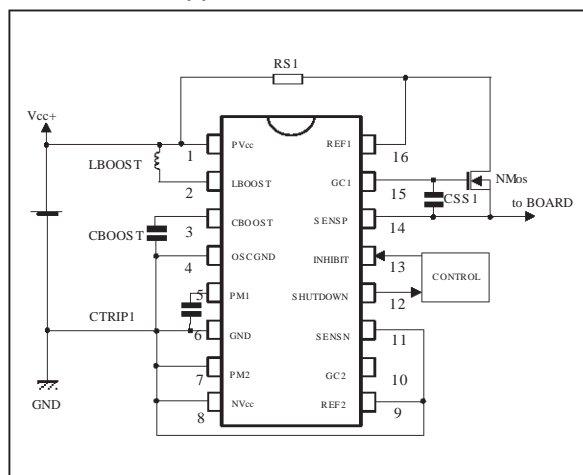 RS1
Vcc+
LBOOST
CBOOST
CTRIP1
GND
1
2
3
4
5
6
7
8
PVcc
LBOOST
CBOOST
OSCGND
PM1
GND
PM2
NVcc
REF1
GC1
SENSP
INHIBIT
SHUTDOWN
SENSN
GC2
REF2
16
15
14
13
12
11
10
9
NMos
CSS1
to BOARD
CONTROL